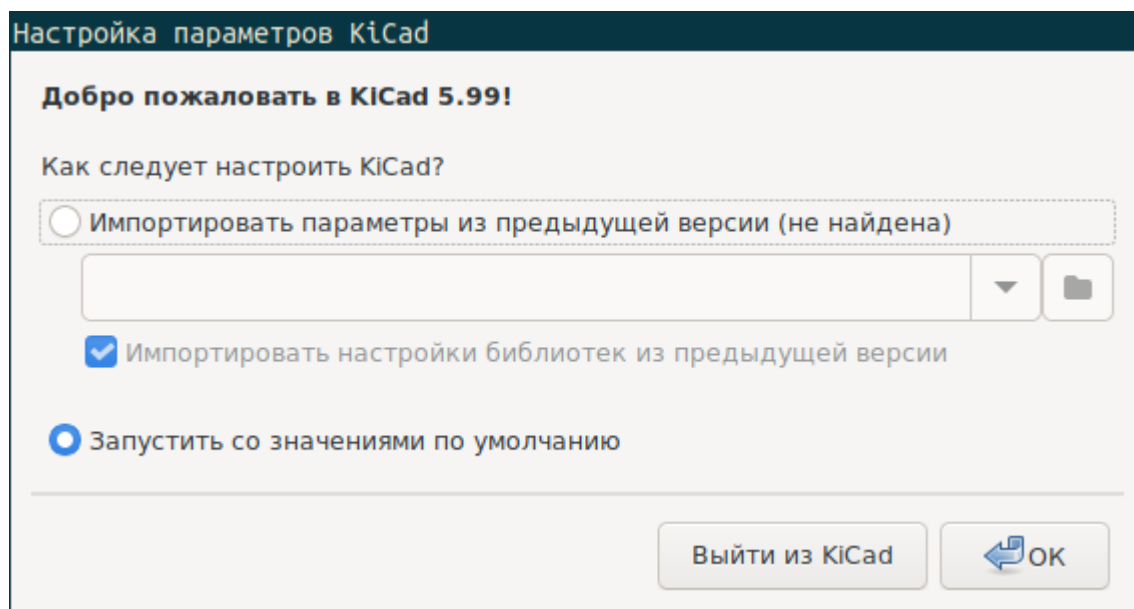 Настройка параметров KiCad
Добро пожаловать в KiCad 5.99!
Как следует настроить KiCad?
Импортировать параметры из предыдущей версии (не найдена)
Импортировать настройки библиотек из предыдущей версии
Запустить со значениями по умолчанию
Выйти из KiCad
ОК